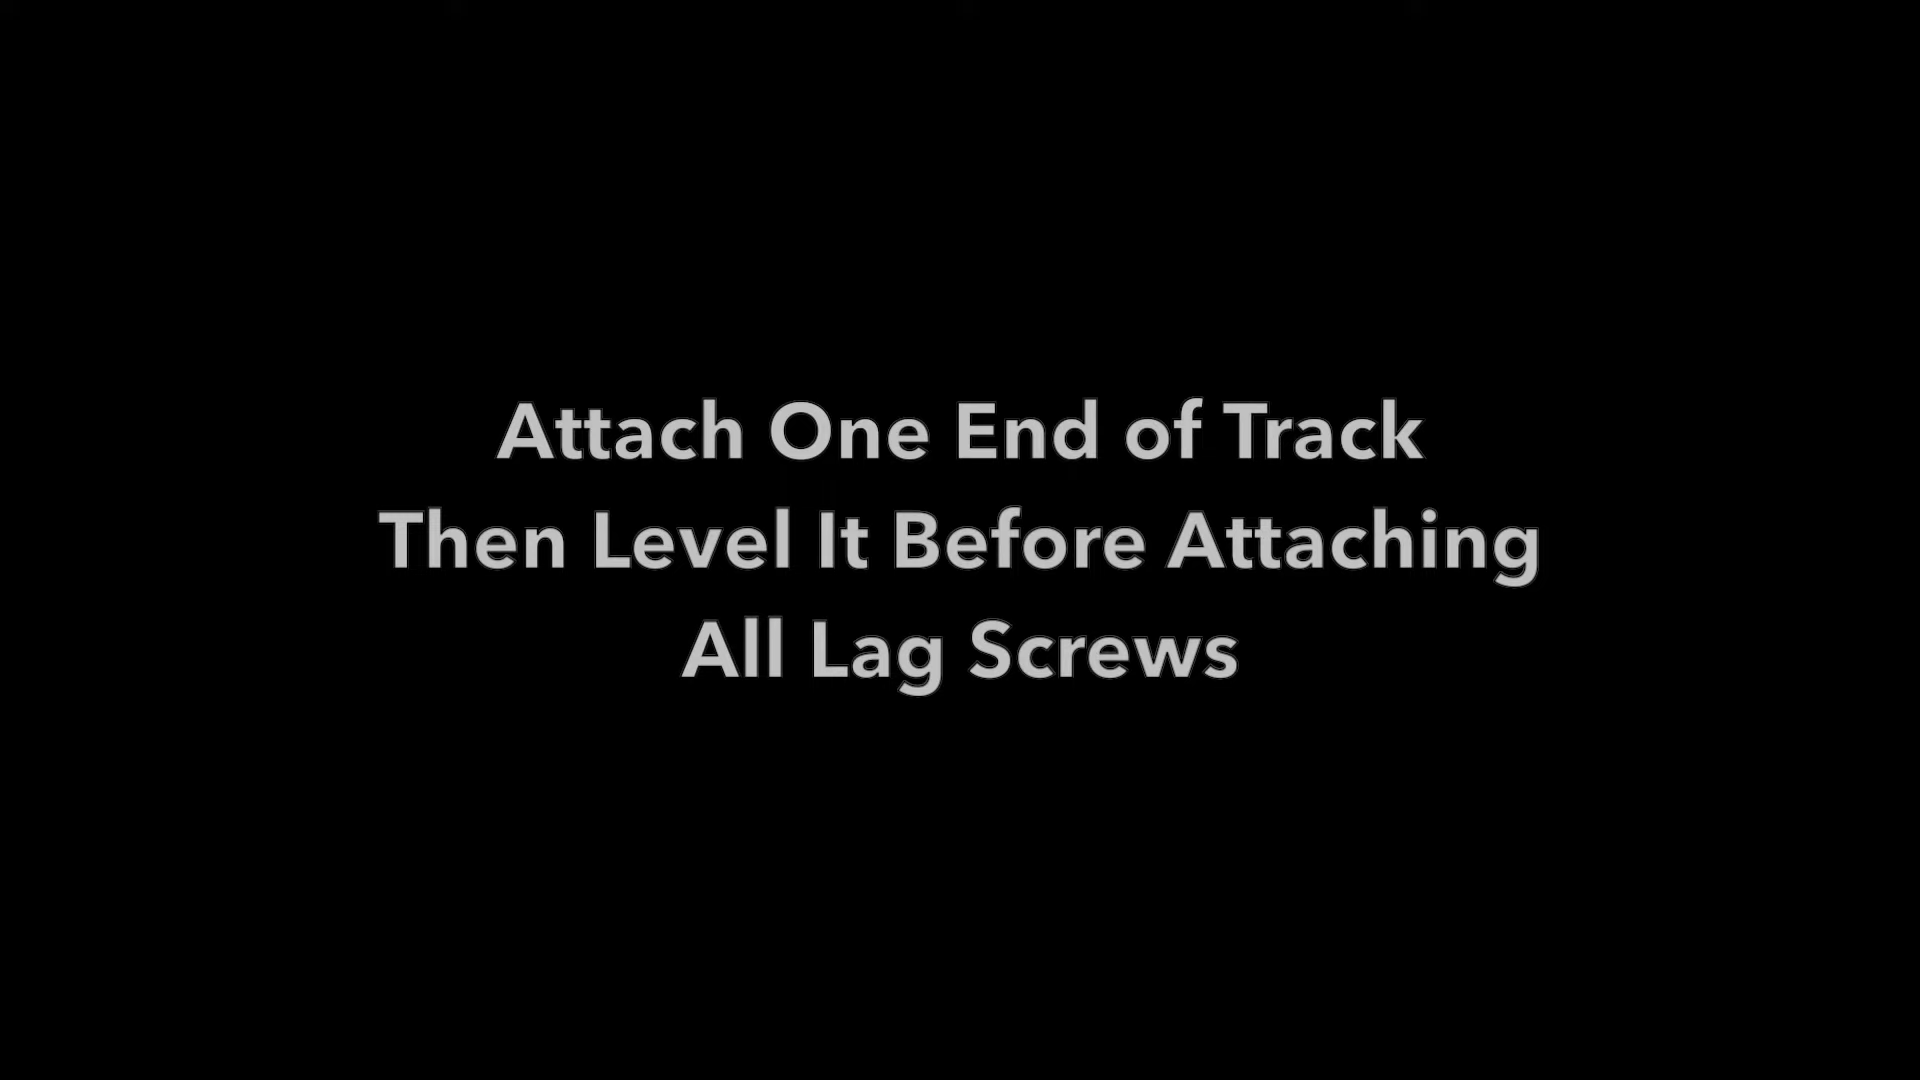 Attach One End of Track
Then Level It Before Attaching
All Lag Screws